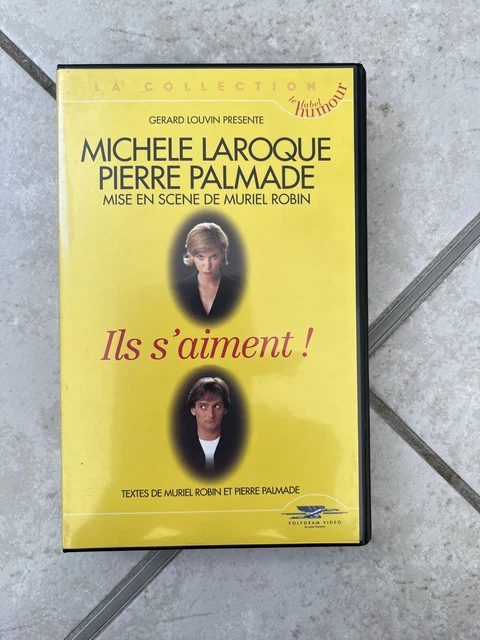 LA COLLECTION
le label
humour
GERARD LOUVIN PRESENTE
MICHELE LAROQUE
PIERRE PALMADE
MISE EN SCENE DE MURIEL ROBIN
Ils s'aiment !
TEXTES DE MURIEL ROBIN ET PIERRE PALMADE
POLYGRAM VIDEO